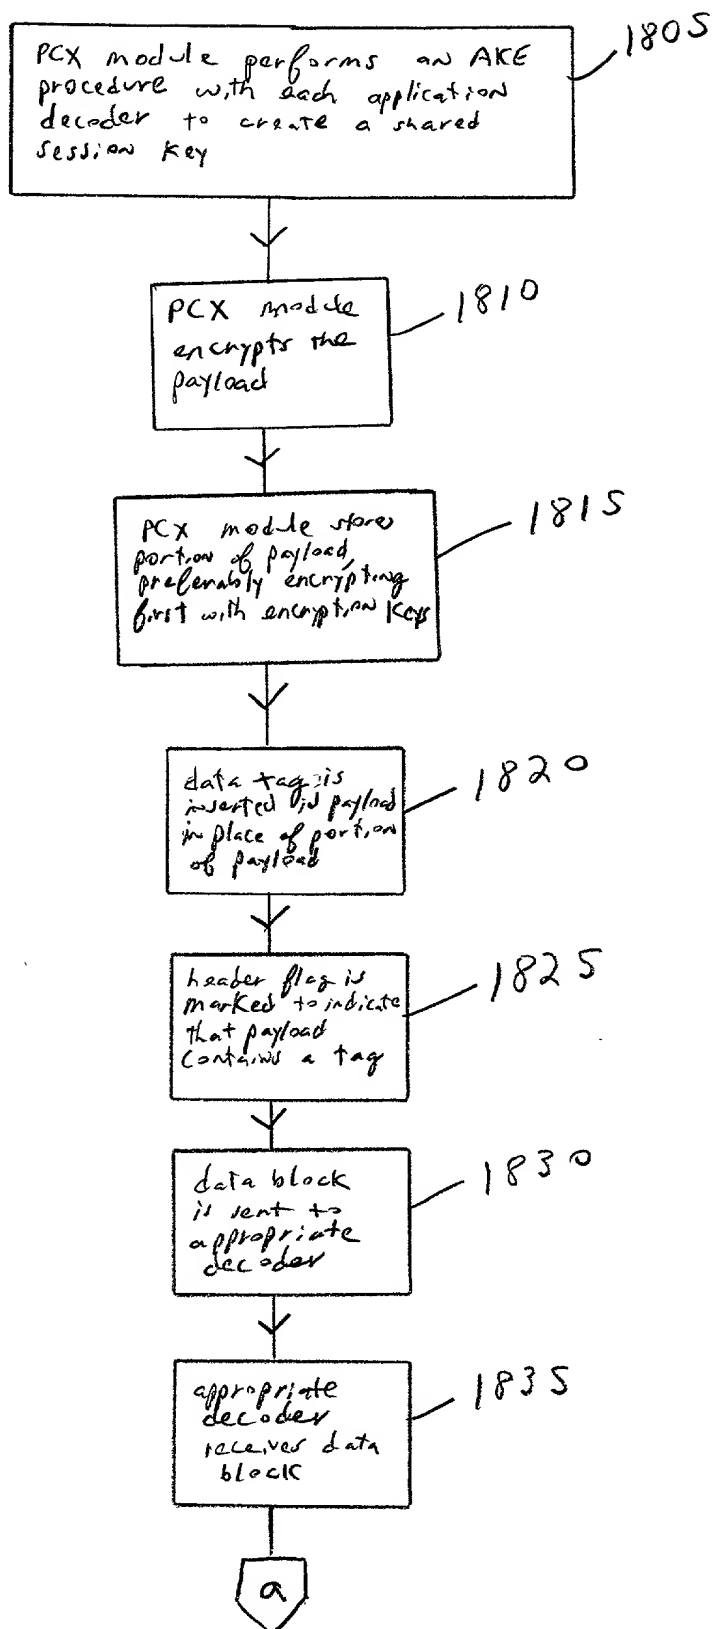 PCX module performs an AKE
procedure with each application
decoder to create a shared
session key
1805
PCX module
encrypts the
payload
1810
PCX module stores
portion of payload,
preferably encrypting
first with encryption keys
1815
data tag is
inserted in payload
in place of portion
of payload
1820
header flag is
marked to indicate
that payload
contains a tag
1825
data block
is sent to
appropriate
decoder
1830
appropriate
decoder
receives data
block
1835
a